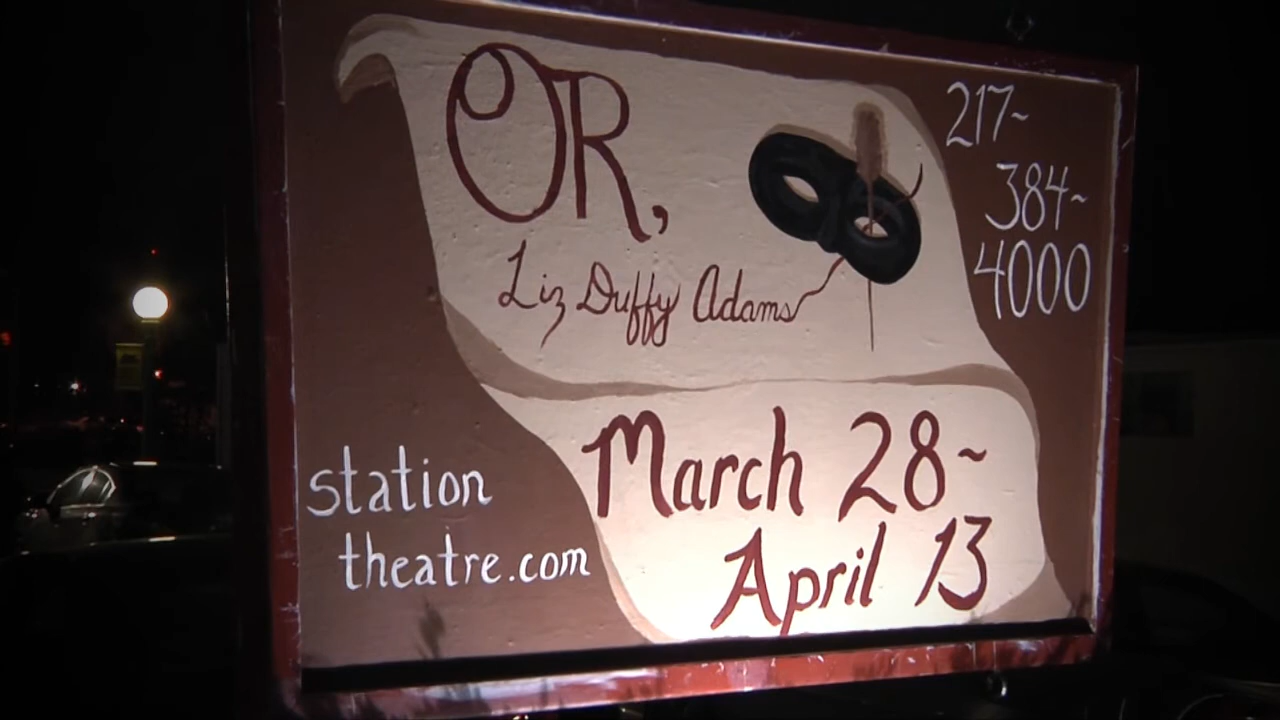 OR,
Liz Duffy Adams
217~
384~
4000
March 28~
April 13
station
theatre.com